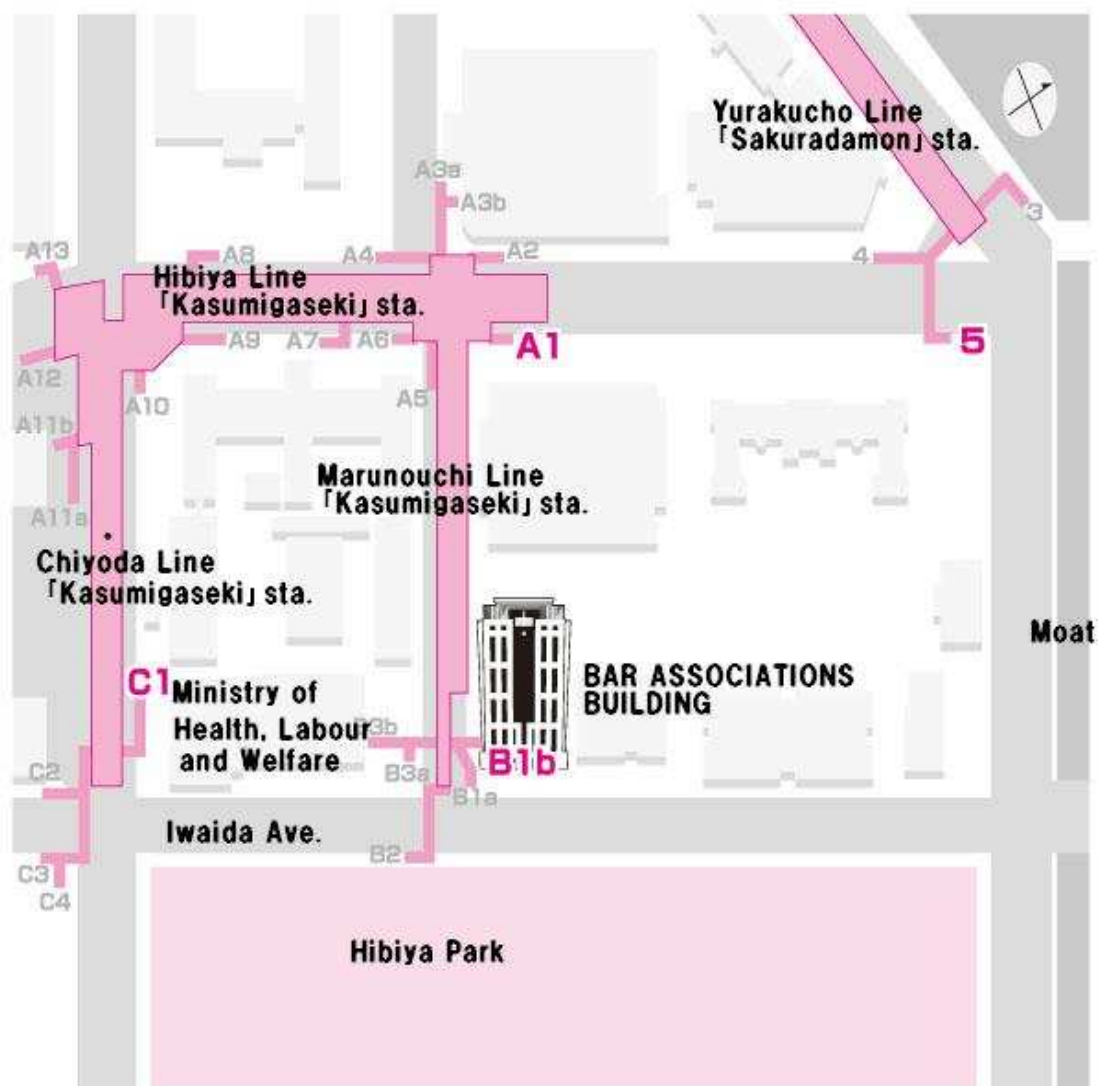 Yurakucho Line
「Sakuradamon」sta.
A3a
A3b
3
A13
A8
A4
A2
4
Hibiya Line
「Kasumigaseki」sta.
A9
A7
A6
A1
5
A12
A10
A5
A11b
Marunouchi Line
「Kasumigaseki」sta.
A11a
Chiyoda Line
「Kasumigaseki」sta.
Moat
C1
Ministry of
Health, Labour
and Welfare
BAR ASSOCIATIONS
BUILDING
B3b
B3a
B1b
C2
B1a
Iwaida Ave.
B2
C3
C4
Hibiya Park